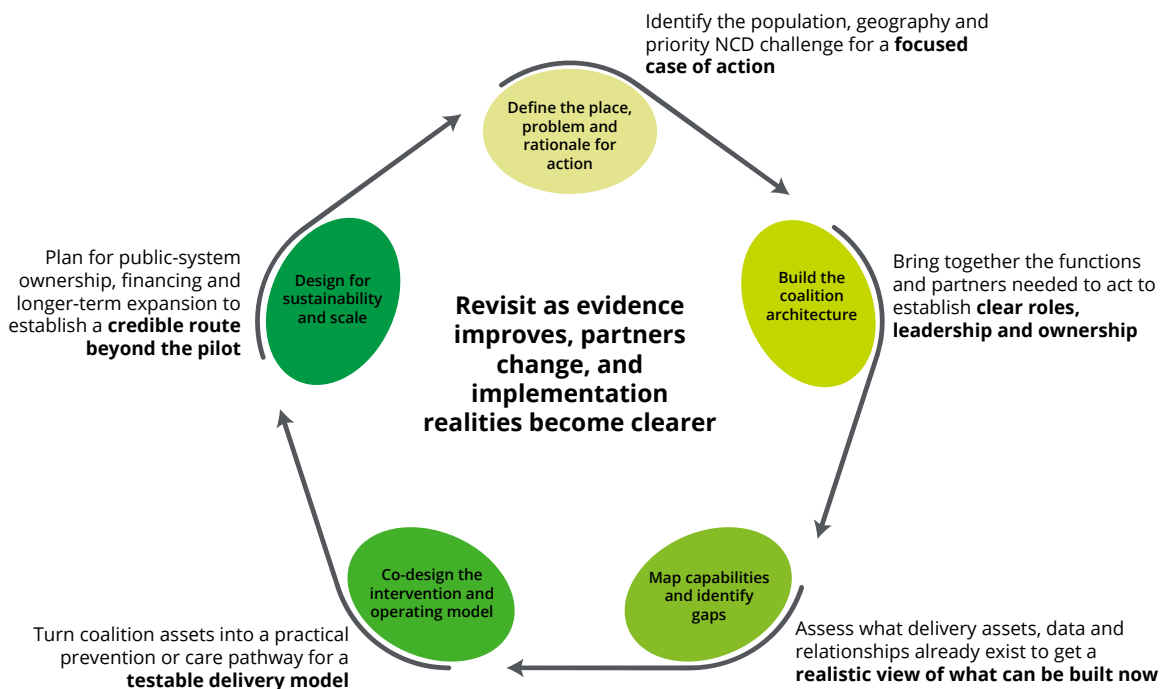 Identify the population, geography and
priority NCD challenge for a focused
case of action
Define the place,
problem and
rationale for
action
Build the
coalition
architecture
Bring together the functions
and partners needed to act to
establish clear roles,
leadership and ownership
Map capabilities
and identify
gaps
Assess what delivery assets, data and
relationships already exist to get a
realistic view of what can be built now
Co-design the
intervention and
operating model
Turn coalition assets into a practical
prevention or care pathway for a
testable delivery model
Design for
sustainability
and scale
Plan for public-system
ownership, financing and
longer-term expansion to
establish a credible route
beyond the pilot
Revisit as evidence
improves, partners
change, and
implementation
realities become clearer